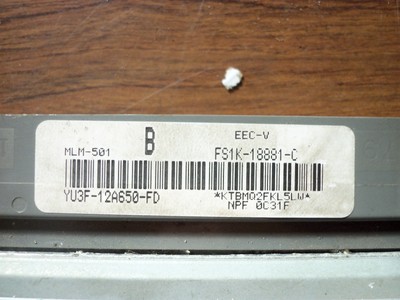 B EEC-V
MLM-501 FS1K-18881-C
YU3F-12A650-FD *KTBM02FKL5LW*
NPF 0C31F